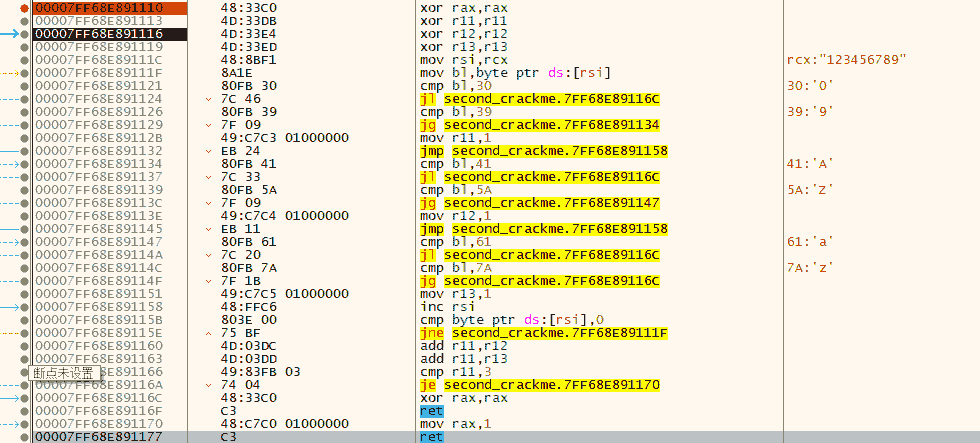 00007FF68E891110 48:33C0 xor rax,rax
00007FF68E891113 4D:33DB xor r11,r11
00007FF68E891116 4D:33E4 xor r12,r12
00007FF68E891119 4D:33ED xor r13,r13
00007FF68E89111C 48:8BF1 mov rsi,rcx rcx:"123456789"
00007FF68E89111F 8A1E mov bl,byte ptr ds:[rsi]
00007FF68E891121 80FB 30 cmp bl,30 30:'0'
00007FF68E891124 7C 46 jl second_crackme.7FF68E89116C
00007FF68E891126 80FB 39 cmp bl,39 39:'9'
00007FF68E891129 7F 09 jg second_crackme.7FF68E891134
00007FF68E89112B 49:C7C3 01000000 mov r11,1
00007FF68E891132 EB 24 jmp second_crackme.7FF68E891158
00007FF68E891134 80FB 41 cmp bl,41 41:'A'
00007FF68E891137 7C 33 jl second_crackme.7FF68E89116C
00007FF68E891139 80FB 5A cmp bl,5A 5A:'Z'
00007FF68E89113C 7F 09 jg second_crackme.7FF68E891147
00007FF68E89113E 49:C7C4 01000000 mov r12,1
00007FF68E891145 EB 11 jmp second_crackme.7FF68E891158
00007FF68E891147 80FB 61 cmp bl,61 61:'a'
00007FF68E89114A 7C 20 jl second_crackme.7FF68E89116C
00007FF68E89114C 80FB 7A cmp bl,7A 7A:'z'
00007FF68E89114F 7F 1B jg second_crackme.7FF68E89116C
00007FF68E891151 49:C7C5 01000000 mov r13,1
00007FF68E891158 48:FFC6 inc rsi
00007FF68E89115B 803E 00 cmp byte ptr ds:[rsi],0
00007FF68E89115E 75 BF jne second_crackme.7FF68E89111F
00007FF68E891160 4D:03DC add r11,r12
00007FF68E891163 4D:03DD add r11,r13
断点未设置 1166 49:83FB 03 cmp r11,3
00007FF68E89116A 74 04 je second_crackme.7FF68E891170
00007FF68E89116C 48:33C0 xor rax,rax
00007FF68E89116F C3 ret
00007FF68E891170 48:C7C0 01000000 mov rax,1
00007FF68E891177 C3 ret